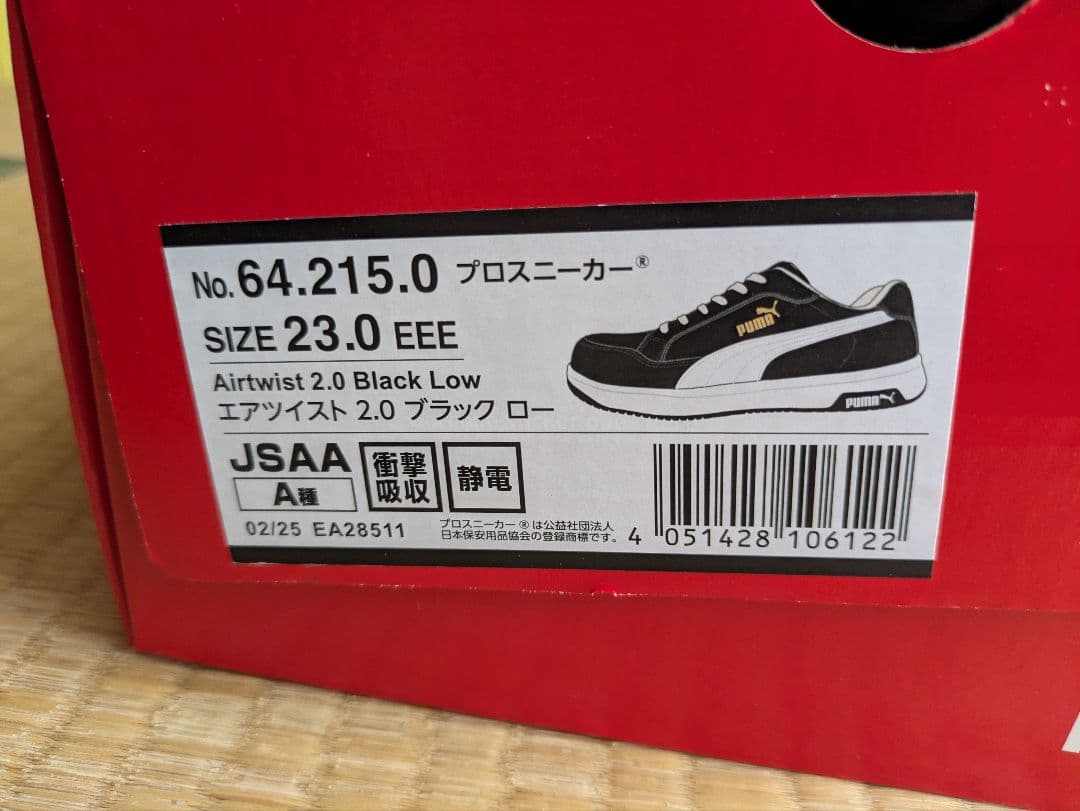 No. 64.215.0 プロスニーカー®
SIZE 23.0 EEE
Airtwist 2.0 Black Low
エアツイスト 2.0 ブラック ロー
PUMA
PUMA
JSAA
A種
衝撃
吸収
静電
02/25 EA28511
プロスニーカー®は公益社団法人
日本保安用品協会の登録商標です。
4 051428 106122